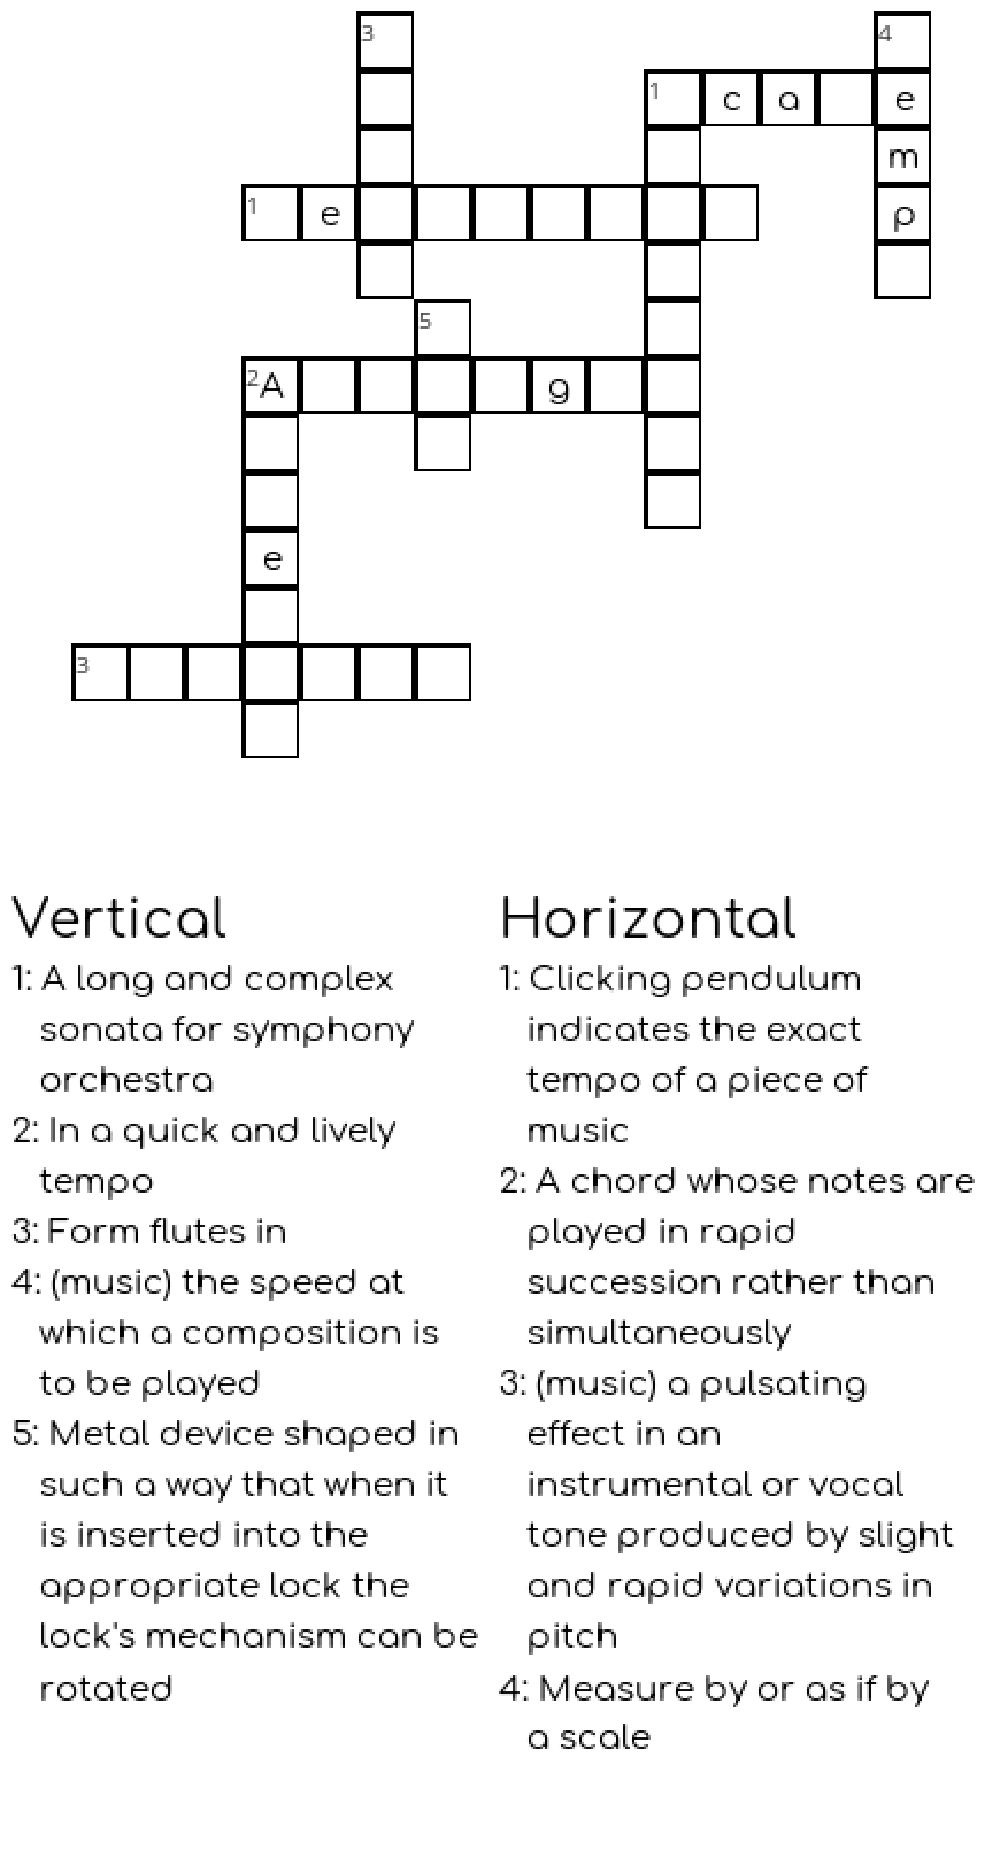 3 4
1 c a e
m
1 e p
5
2 A g
e
3
Vertical
1: A long and complex
sonata for symphony
orchestra
2: In a quick and lively
tempo
3: Form flutes in
4: (music) the speed at
which a composition is
to be played
5: Metal device shaped in
such a way that when it
is inserted into the
appropriate lock the
lock's mechanism can be
rotated
Horizontal
1: Clicking pendulum
indicates the exact
tempo of a piece of
music
2: A chord whose notes are
played in rapid
succession rather than
simultaneously
3: (music) a pulsating
effect in an
instrumental or vocal
tone produced by slight
and rapid variations in
pitch
4: Measure by or as if by
a scale